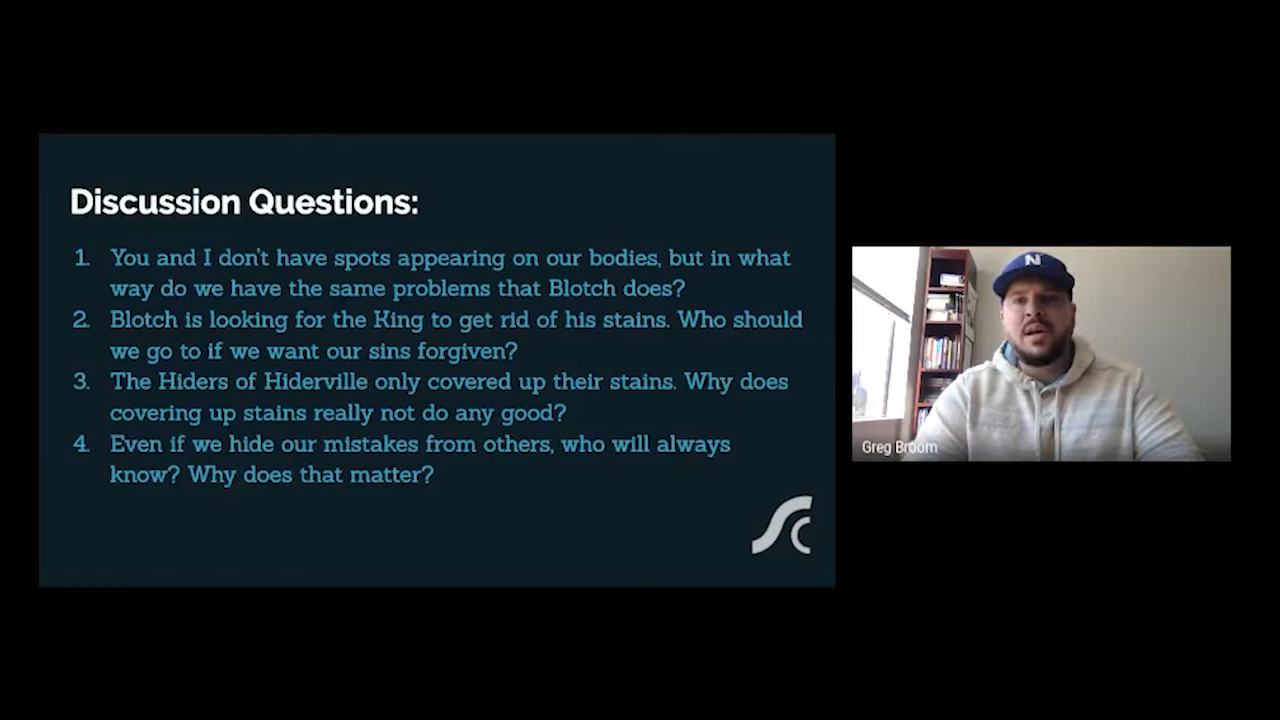 Discussion Questions:
1. You and I don't have spots appearing on our bodies, but in what
way do we have the same problems that Blotch does?
2. Blotch is looking for the King to get rid of his stains. Who should
we go to if we want our sins forgiven?
3. The Hiders of Hiderville only covered up their stains. Why does
covering up stains really not do any good?
4. Even if we hide our mistakes from others, who will always
know? Why does that matter?
SC
N
Greg Broom